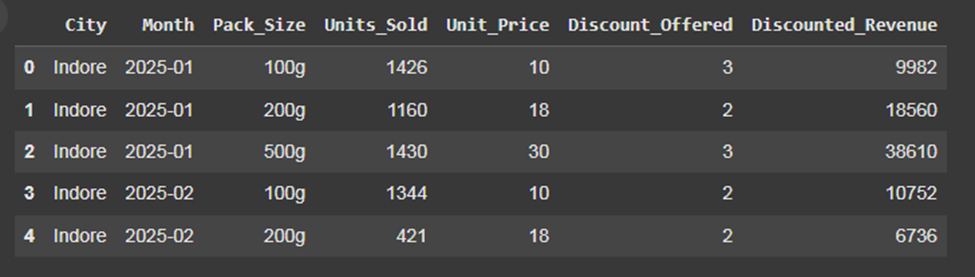 City Month Pack_Size Units_Sold Unit_Price Discount_Offered Discounted_Revenue
0 Indore 2025-01 100g 1426 10 3 9982
1 Indore 2025-01 200g 1160 18 2 18560
2 Indore 2025-01 500g 1430 30 3 38610
3 Indore 2025-02 100g 1344 10 2 10752
4 Indore 2025-02 200g 421 18 2 6736